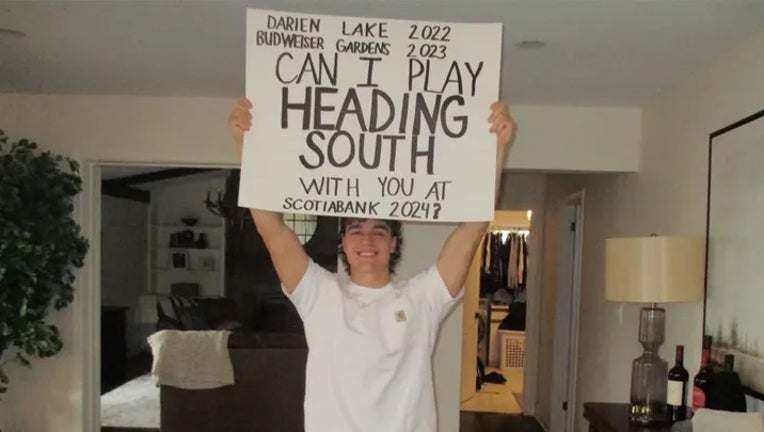 DARIEN LAKE 2022
BUDWEISER GARDENS 2023
CAN I PLAY
HEADING
SOUTH
WITH YOU AT
SCOTIABANK 2024?